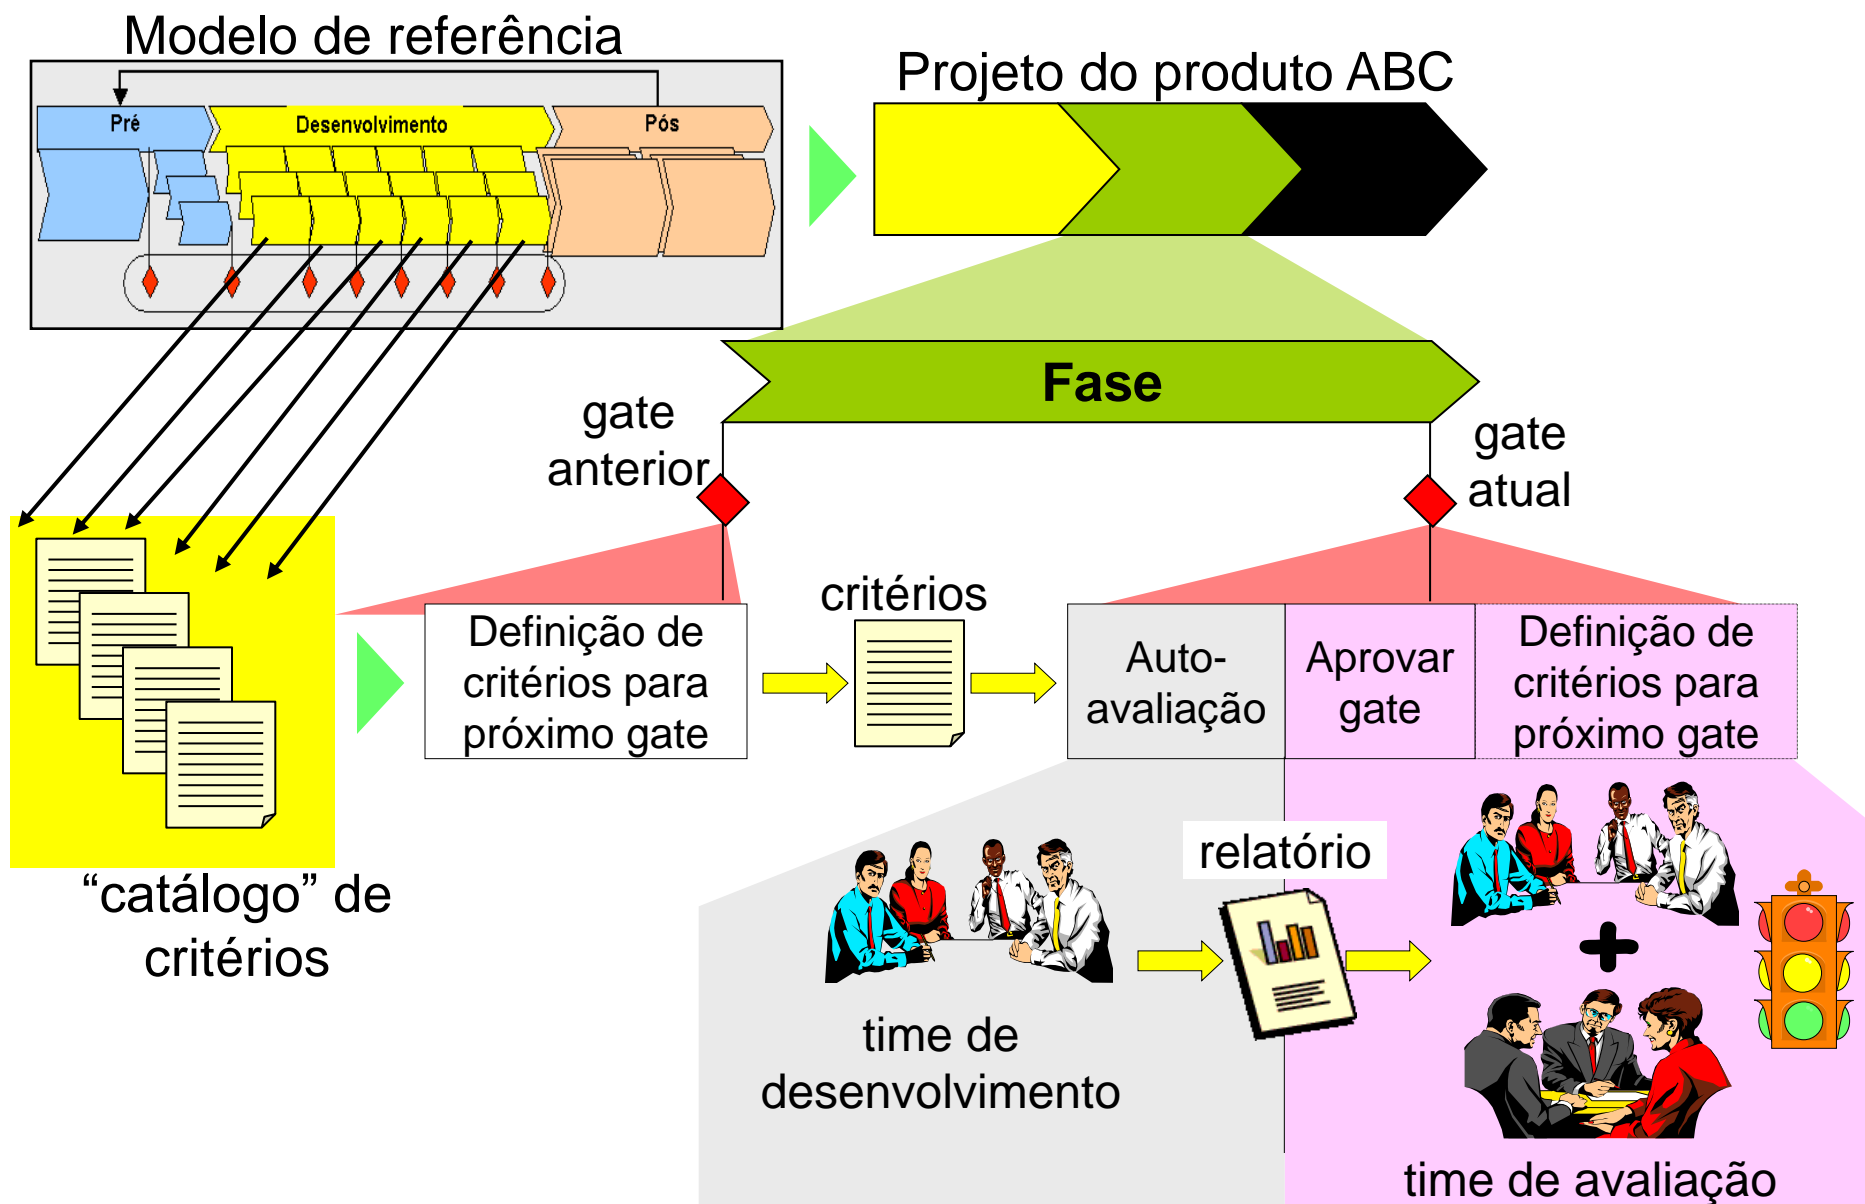 Modelo de referência
Projeto do produto ABC
Pré
Desenvolvimento
Pós
Fase
gate
anterior
gate
atual
critérios
Definição de
critérios para
próximo gate
Auto-
avaliação
Aprovar
gate
Definição de
critérios para
próximo gate
“catálogo” de
critérios
relatório
time de
desenvolvimento
time de avaliação